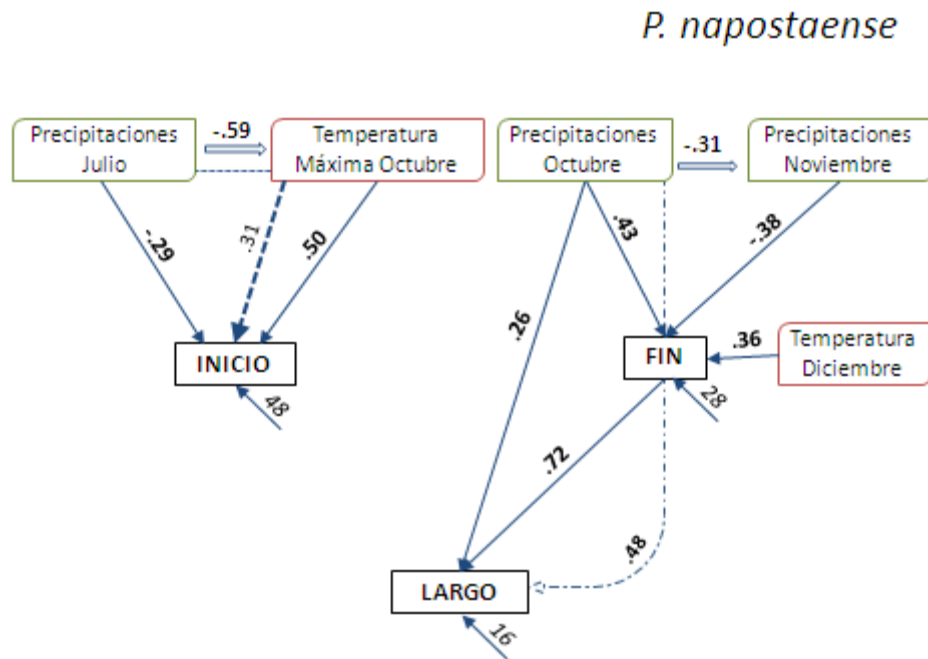 P. napostaense
Precipitaciones
Julio
-.59
Temperatura
Máxima Octubre
Precipitaciones
Octubre
-.31
Precipitaciones
Noviembre
-.29
.31
.50
.43
-.38
.26
INICIO
48
FIN
.36
Temperatura
Diciembre
28
.72
.48
LARGO
16